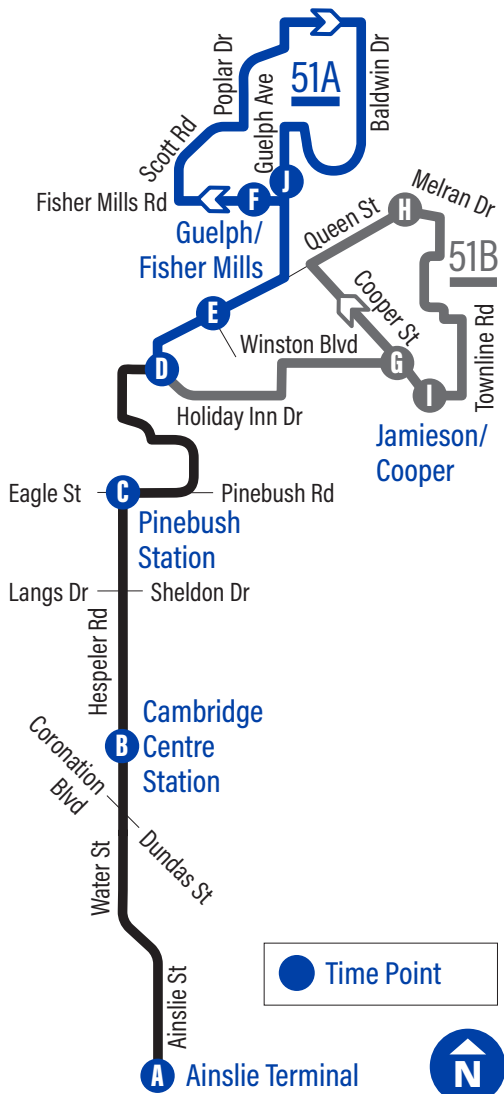 Poplar Dr
Guelph Ave
51A
Baldwin Dr
Scott Rd
J
Fisher Mills Rd
F
Guelph/
Fisher Mills
Queen St
H
Melran Dr
51B
Cooper St
Townline Rd
E
Winston Blvd
D
G
Holiday Inn Dr
I
Jamieson/
Cooper
Eagle St
C
Pinebush Rd
Pinebush
Station
Langs Dr
Sheldon Dr
Hespeler Rd
B
Cambridge
Centre
Station
Coronation
Blvd
Dundas St
Water St
Ainslie St
Time Point
A
Ainslie Terminal
N